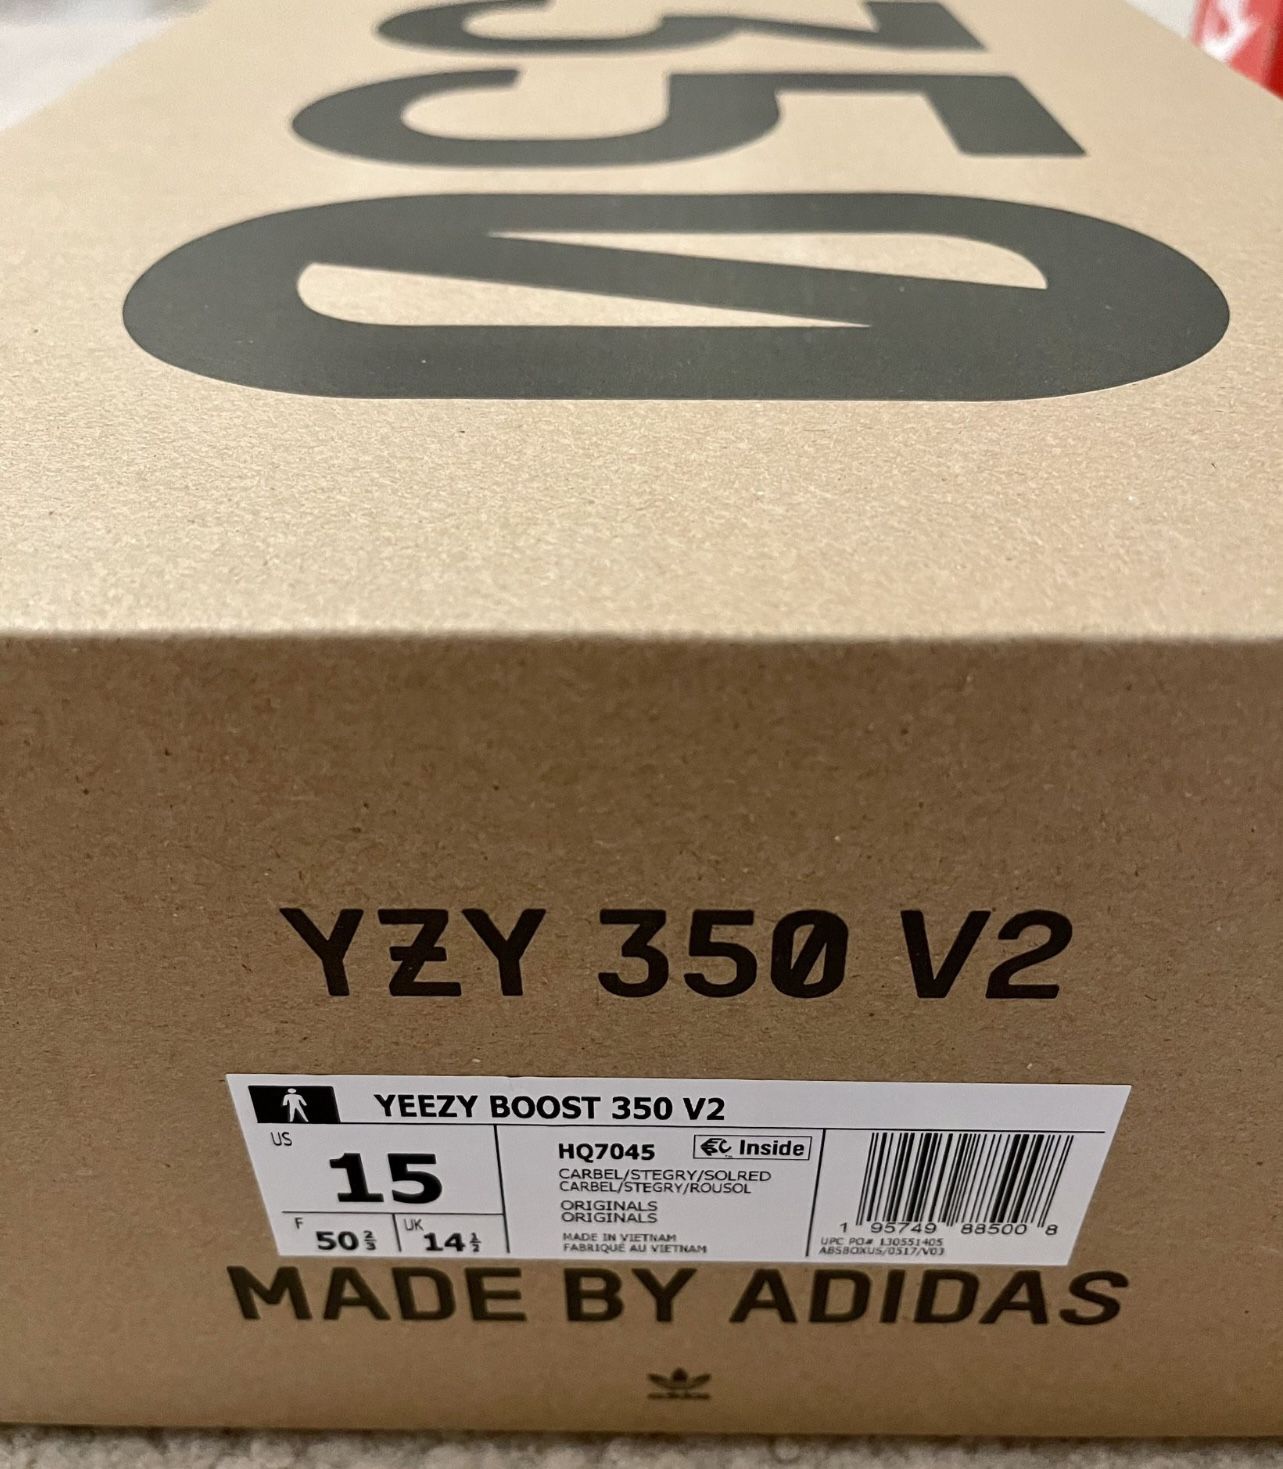 350
YZY 350 V2
YEEZY BOOST 350 V2
US
15
F
50 2/3
UK
14 1/2
HQ7045
Inside
CARBEL/STEGRY/SOLRED
CARBEL/STEGRY/ROUSOL
ORIGINALS
ORIGINALS
MADE IN VIETNAM
FABRIQUÉ AU VIETNAM
1 95749 88500 8
UPC PO# 130551405
ABSBOXUS/0517/V03
MADE BY ADIDAS
adidas